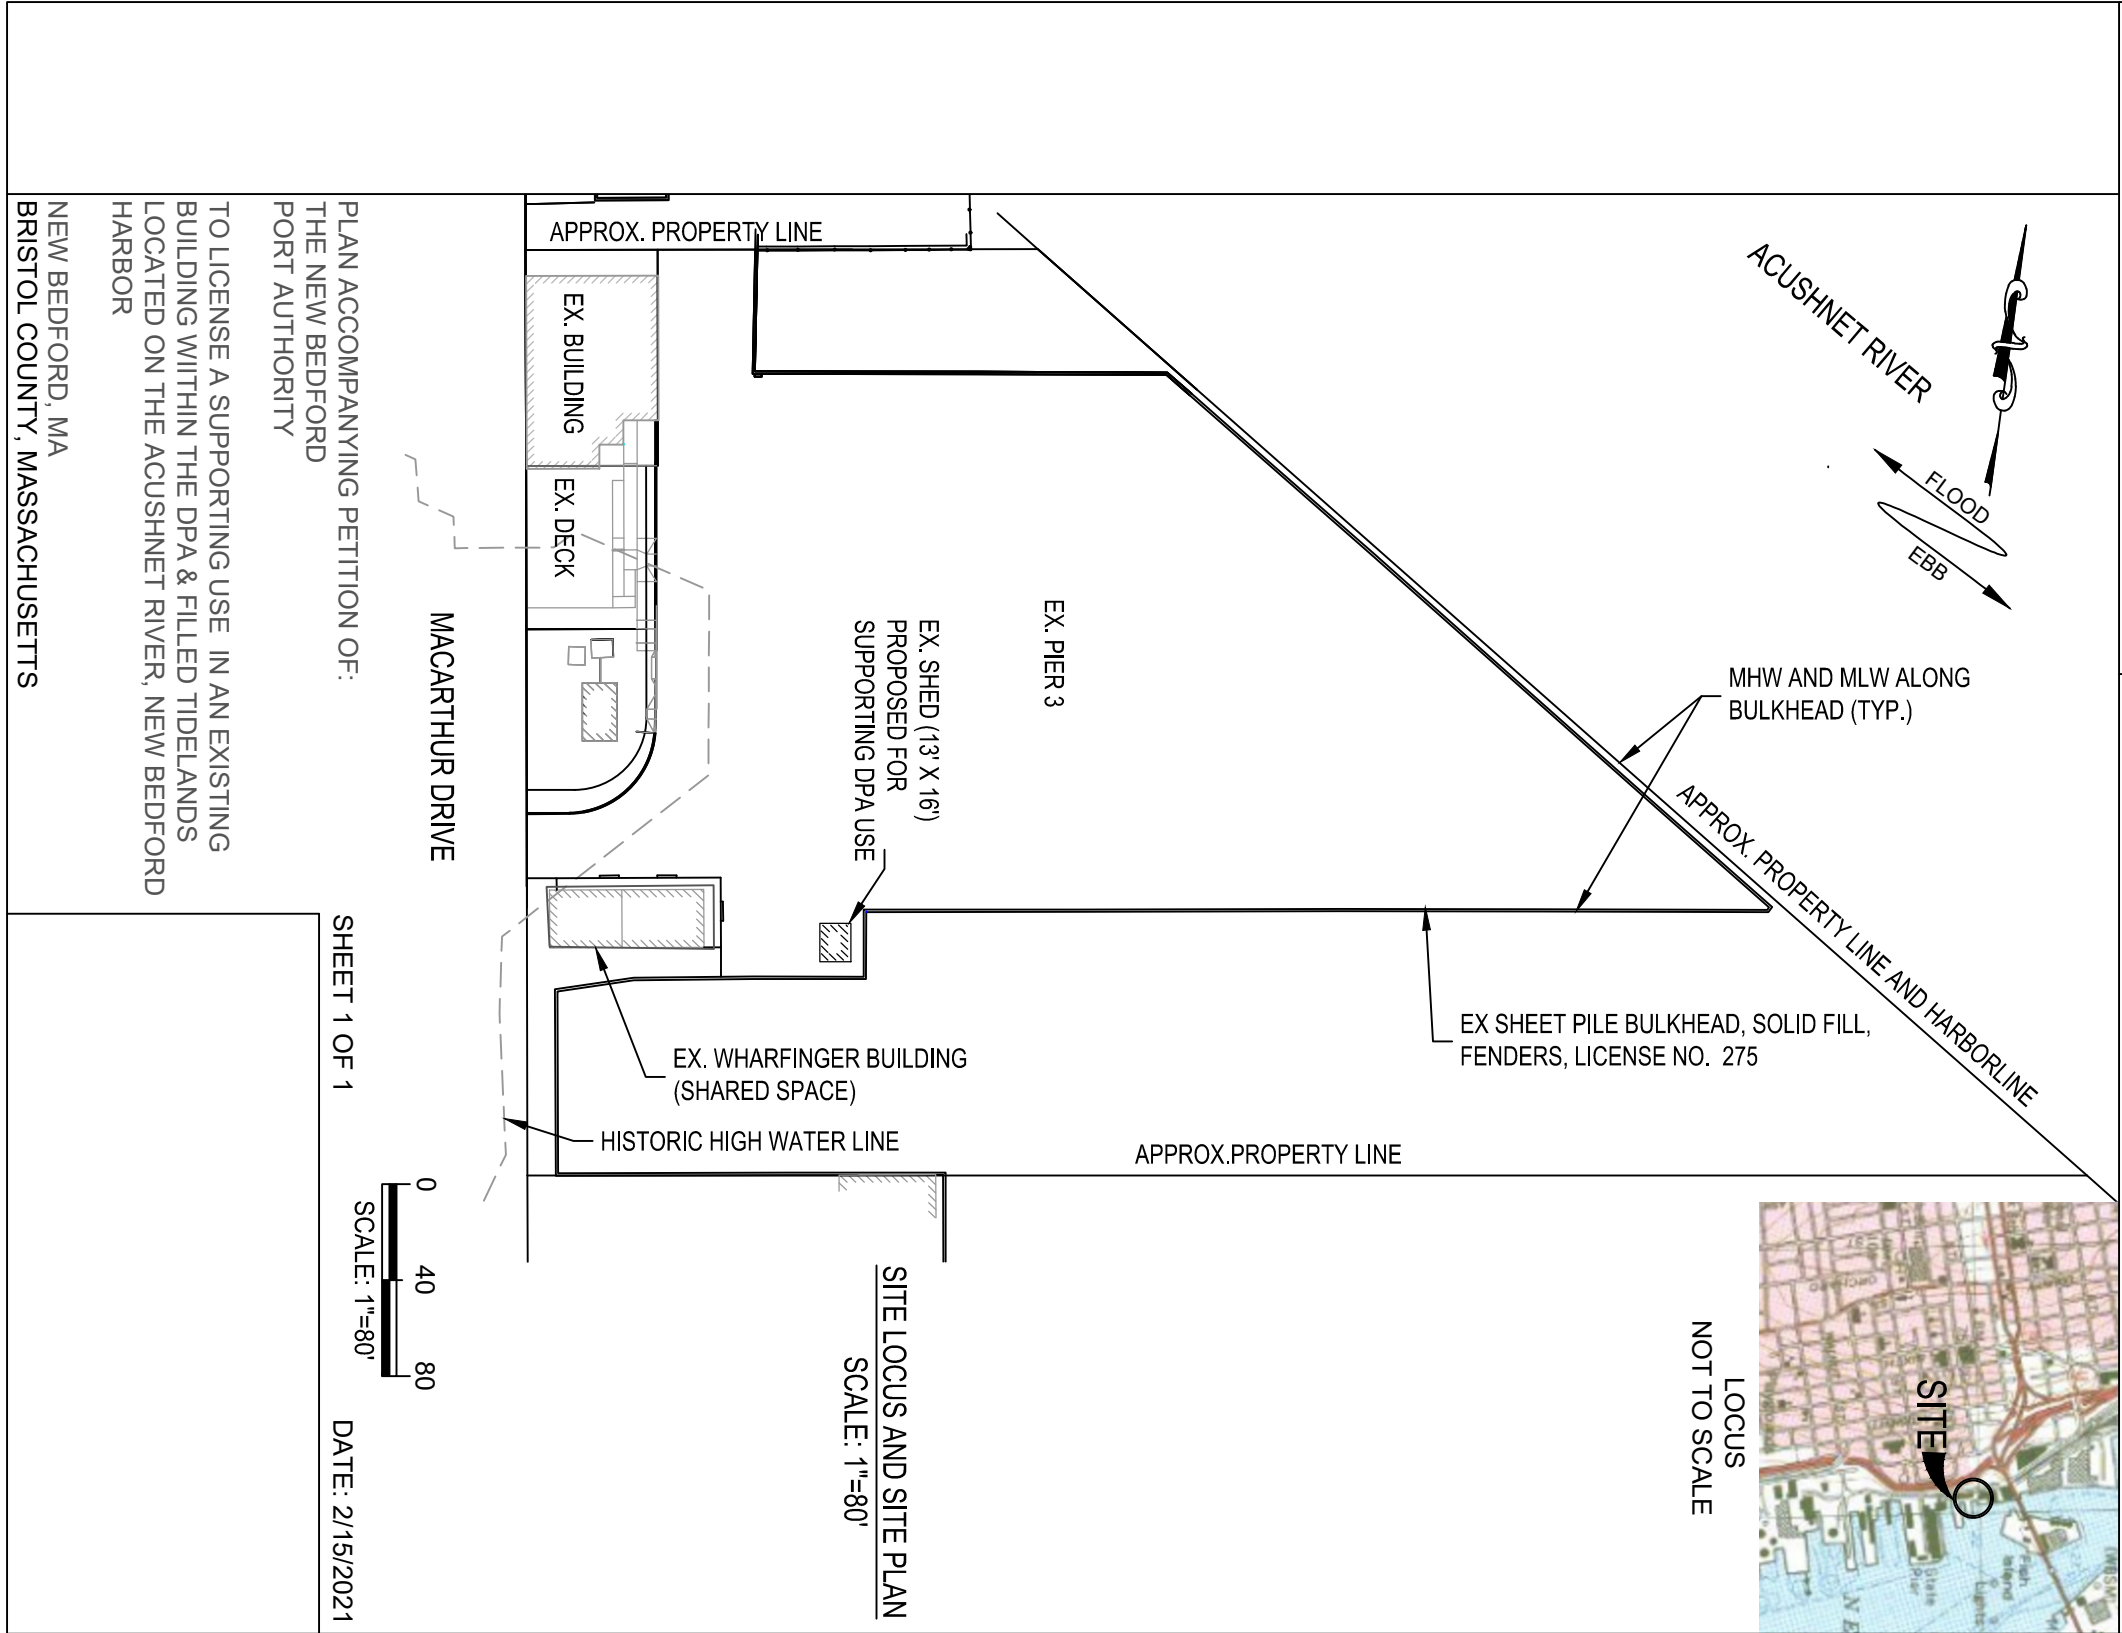 ACUSHNET RIVER
FLOOD
EBB
APPROX. PROPERTY LINE
EX. BUILDING
EX. DECK
EX. PIER 3
MHW AND MLW ALONG
BULKHEAD (TYP.)
APPROX. PROPERTY LINE AND HARBORLINE
EX. SHED (13' X 16')
PROPOSED FOR
SUPPORTING DPA USE
MACARTHUR DRIVE
EX SHEET PILE BULKHEAD, SOLID FILL,
FENDERS, LICENSE NO. 275
EX. WHARFINGER BUILDING
(SHARED SPACE)
HISTORIC HIGH WATER LINE
APPROX.PROPERTY LINE
LOCUS
NOT TO SCALE
SITE
Fish
Island
Lights
State
Pier
NE
SITE LOCUS AND SITE PLAN
SCALE: 1"=80'
0 40 80
SCALE: 1"=80'
PLAN ACCOMPANYING PETITION OF:
THE NEW BEDFORD
PORT AUTHORITY
TO LICENSE A SUPPORTING USE IN AN EXISTING
BUILDING WIITHIN THE DPA & FILLED TIDELANDS
LOCATED ON THE ACUSHNET RIVER, NEW BEDFORD
HARBOR
NEW BEDFORD, MA
BRISTOL COUNTY, MASSACHUSETTS
SHEET 1 OF 1
DATE: 2/15/2021